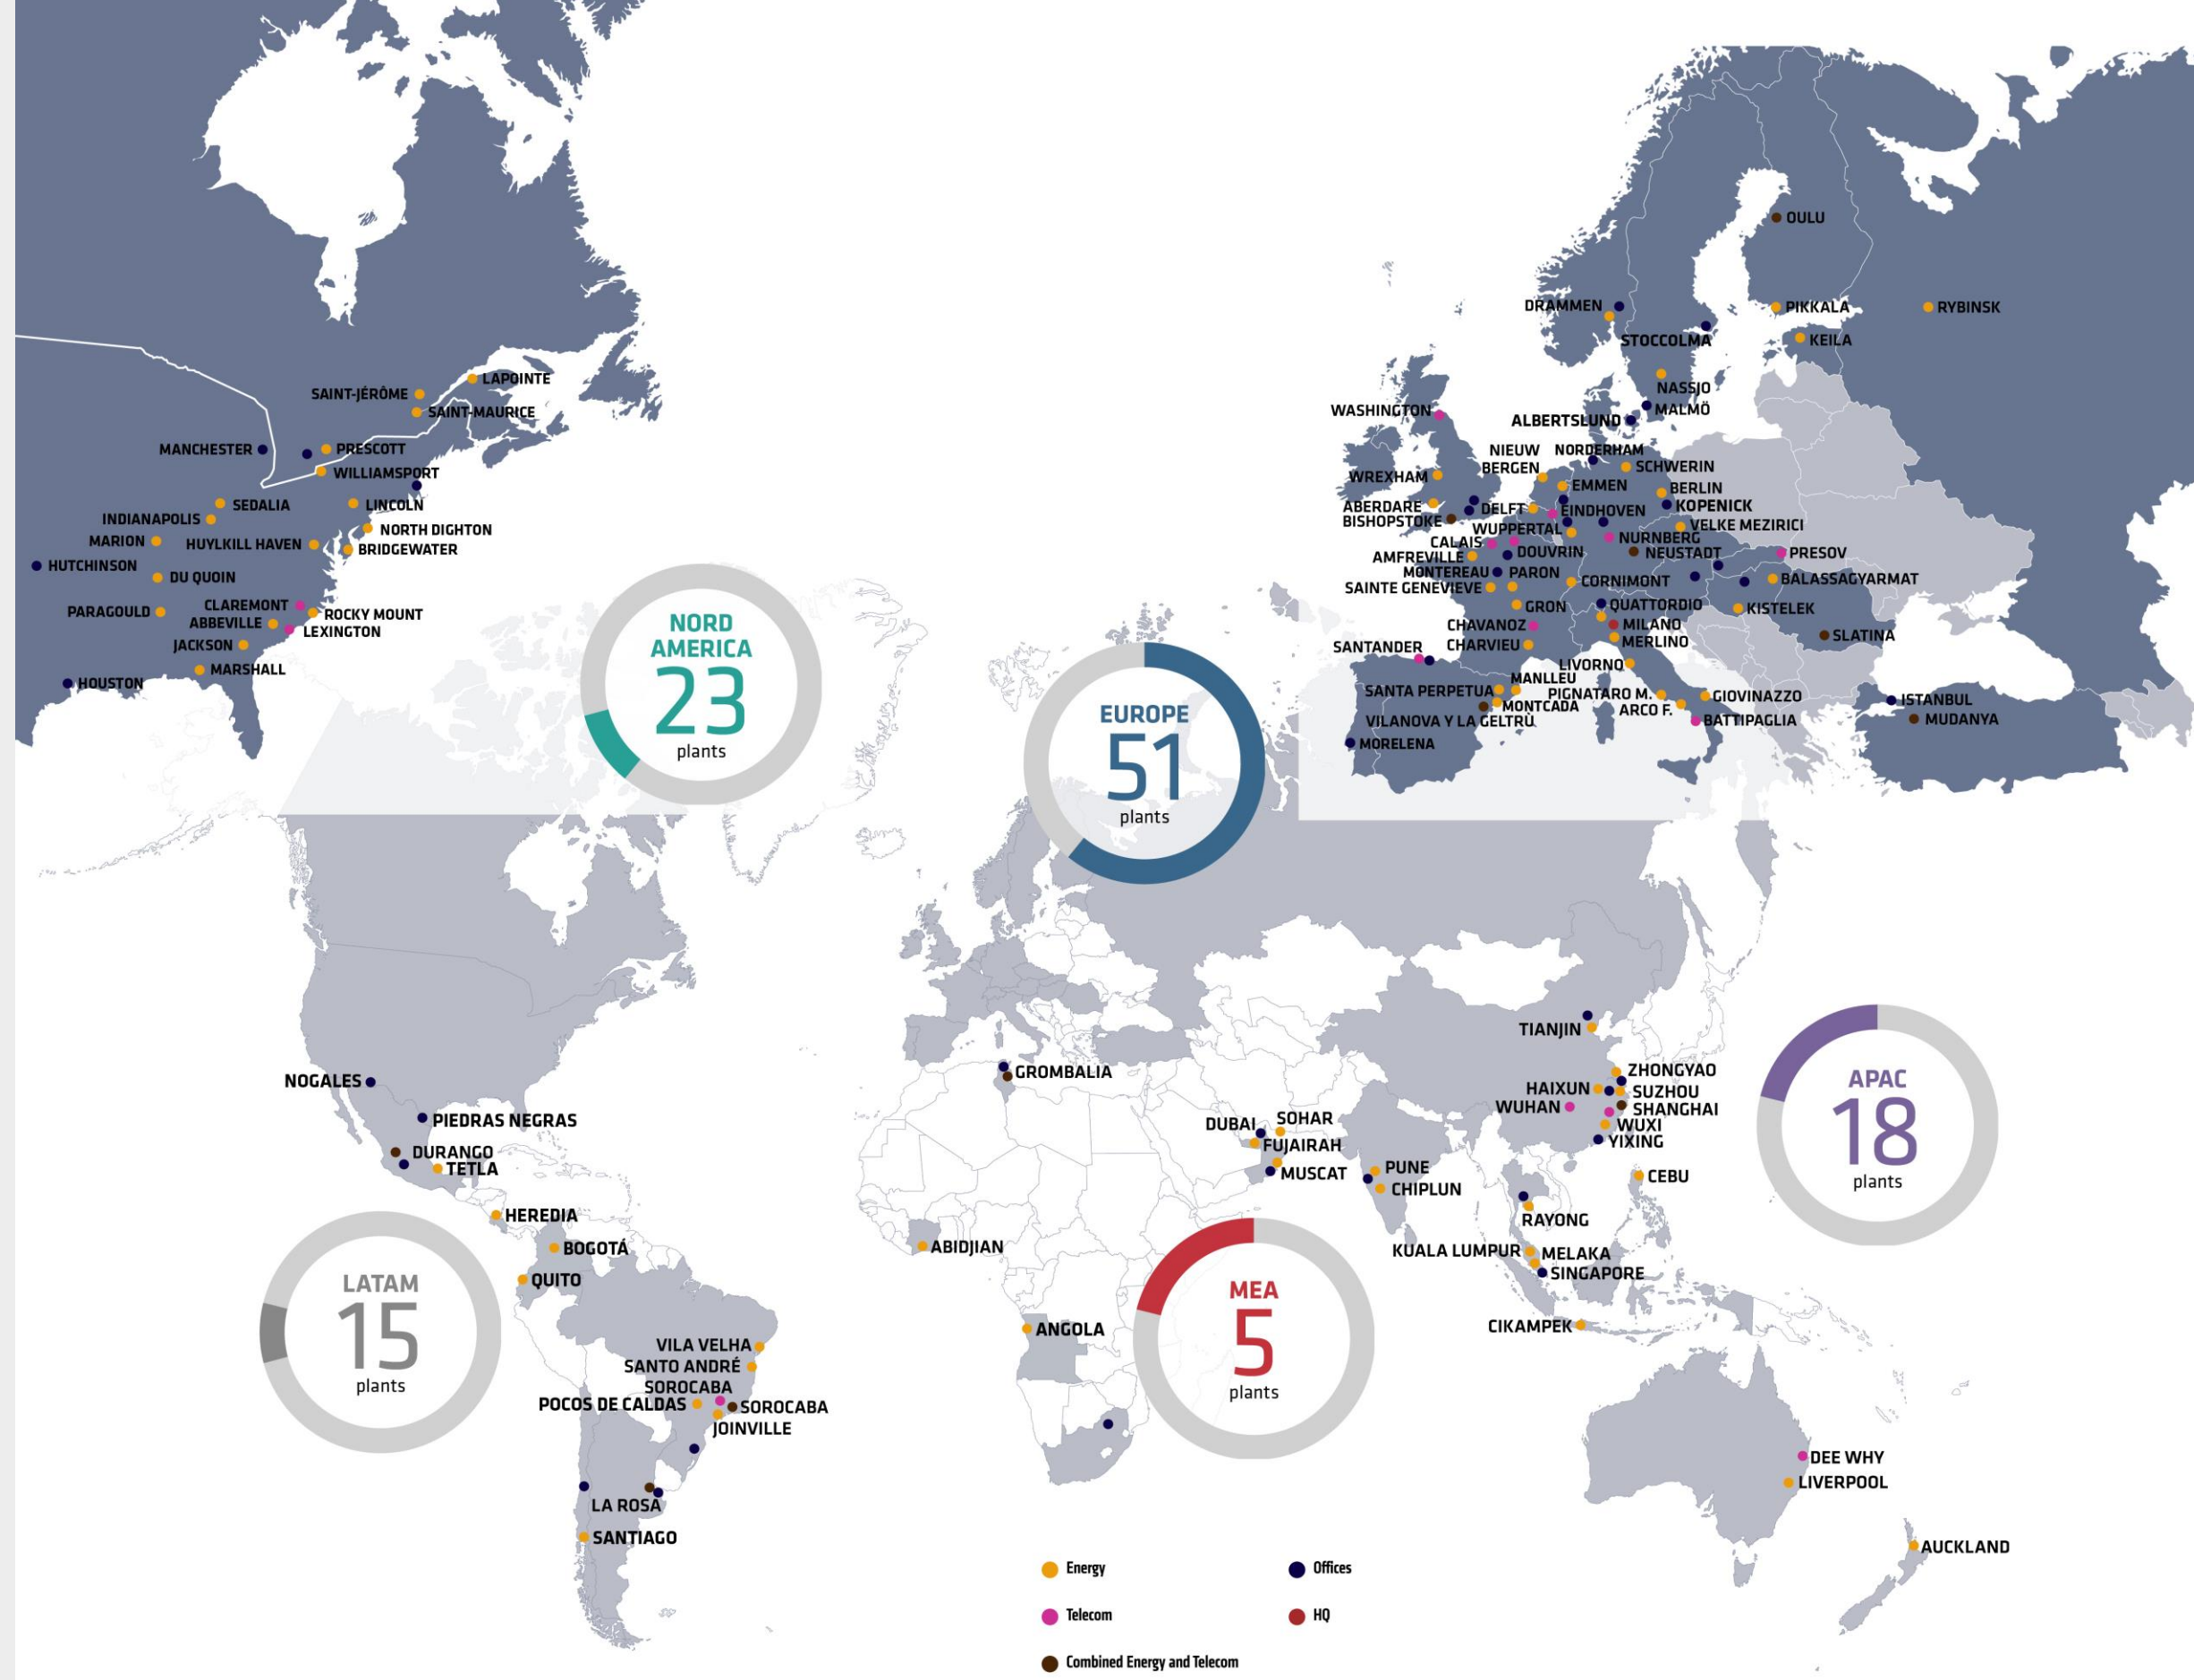 OULU
DRAMMEN
PIKKALA
RYBINSK
STOCCOLMA
KEILA
LAPOINTE
SAINT-JÉRÔME
SAINT-MAURICE
NASSJO
WASHINGTON
MALMÖ
ALBERTSLUND
MANCHESTER
PRESCOTT
WILLIAMSPORT
NIEUW
BERGEN
NORDERHAM
SCHWERIN
WREXHAM
EMMEN
BERLIN
SEDALIA
LINCOLN
KOPENICK
ABERDARE
DELFT
EINDHOVEN
INDIANAPOLIS
BISHOPSTOKE
NORTH DIGHTON
WUPPERTAL
VELKE MEZIRICI
MARION
HUYLKILL HAVEN
BRIDGEWATER
CALAIS
NURNBERG
AMFREVILLE
DOUVRIN
NEUSTADT
PRESOV
HUTCHINSON
MONTEREAU
PARON
DU QUOIN
SAINTE GENEVIEVE
CORNIMONT
BALASSAGYARMAT
CLAREMONT
GRON
QUATTORDIO
KISTELEK
PARAGOULD
ROCKY MOUNT
ABBEVILLE
CHAVANOZ
MILANO
LEXINGTON
SLATINA
JACKSON
SANTANDER
CHARVIEU
MERLINO
MARSHALL
LIVORNO
HOUSTON
MANLLEU
SANTA PERPETUA
PIGNATARO M.
GIOVINAZZO
ISTANBUL
MONTCADA
ARCO F.
VILANOVA Y LA GELTRÙ
BATTIPAGLIA
MUDANYA
MORELENA
NORD
AMERICA
23
plants
EUROPE
51
plants
TIANJIN
NOGALES
GROMBALIA
ZHONGYAO
HAIXUN
SUZHOU
WUHAN
SHANGHAI
WUXI
YIXING
APAC
18
plants
PIEDRAS NEGRAS
DURANGO
TETLA
DUBAI
SOHAR
FUJAIRAH
MUSCAT
PUNE
CHIPLUN
CEBU
HEREDIA
RAYONG
BOGOTÁ
ABIDJIAN
KUALA LUMPUR
MELAKA
QUITO
SINGAPORE
LATAM
15
plants
MEA
5
plants
ANGOLA
CIKAMPEK
VILA VELHA
SANTO ANDRÉ
SOROCABA
POCOS DE CALDAS
SOROCABA
JOINVILLE
DEE WHY
LIVERPOOL
LA ROSA
SANTIAGO
AUCKLAND
Energy
Offices
Telecom
HQ
Combined Energy and Telecom